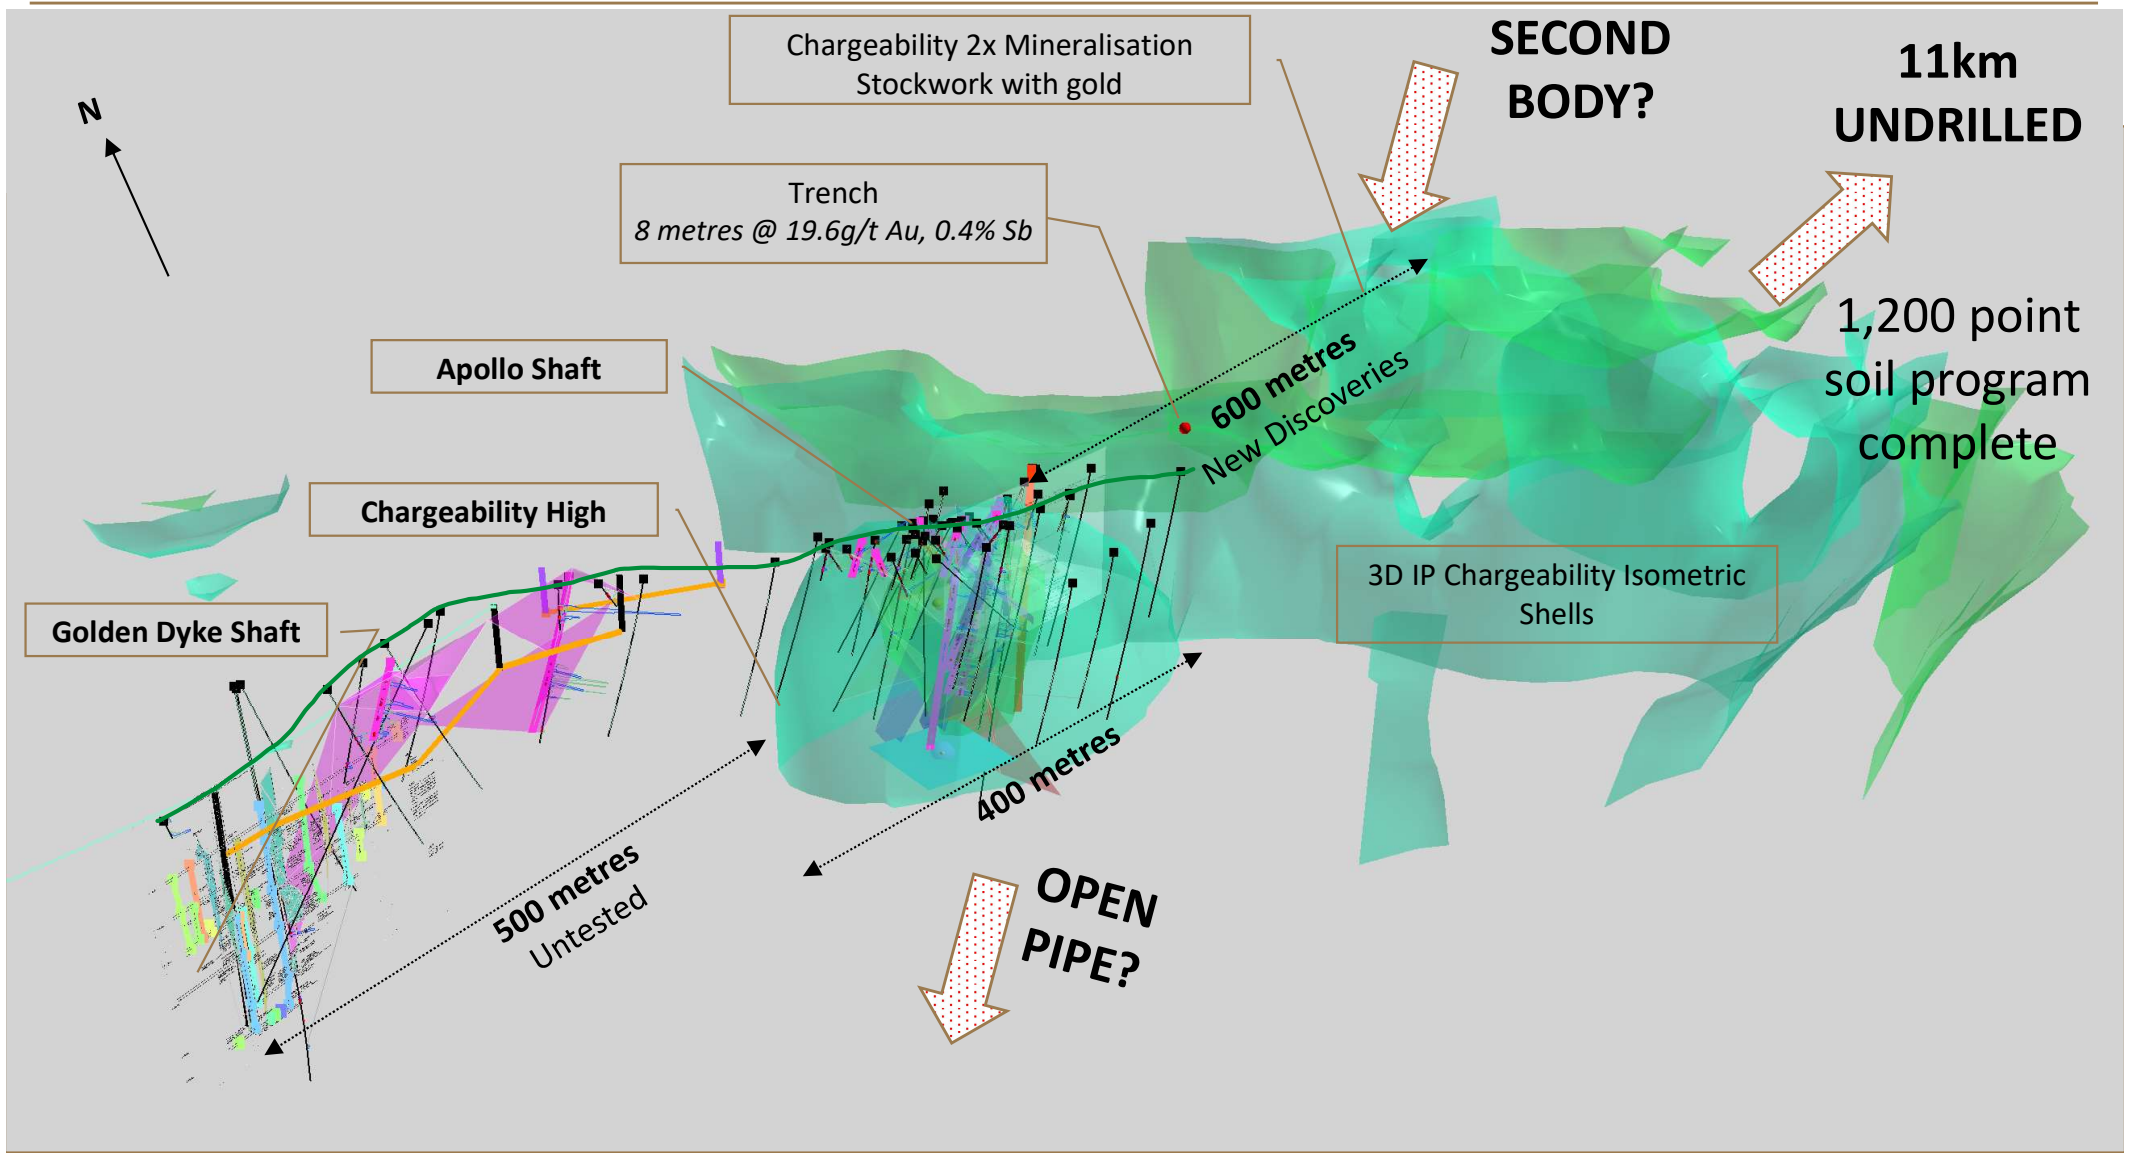 Chargeability 2x Mineralisation
Stockwork with gold
SECOND
BODY?
11km
UNDRILLED
N
Trench
8 metres @ 19.6g/t Au, 0.4% Sb
1,200 point
soil program
complete
Apollo Shaft
600 metres
New Discoveries
Chargeability High
3D IP Chargeability Isometric
Shells
Golden Dyke Shaft
400 metres
500 metres
Untested
OPEN
PIPE?